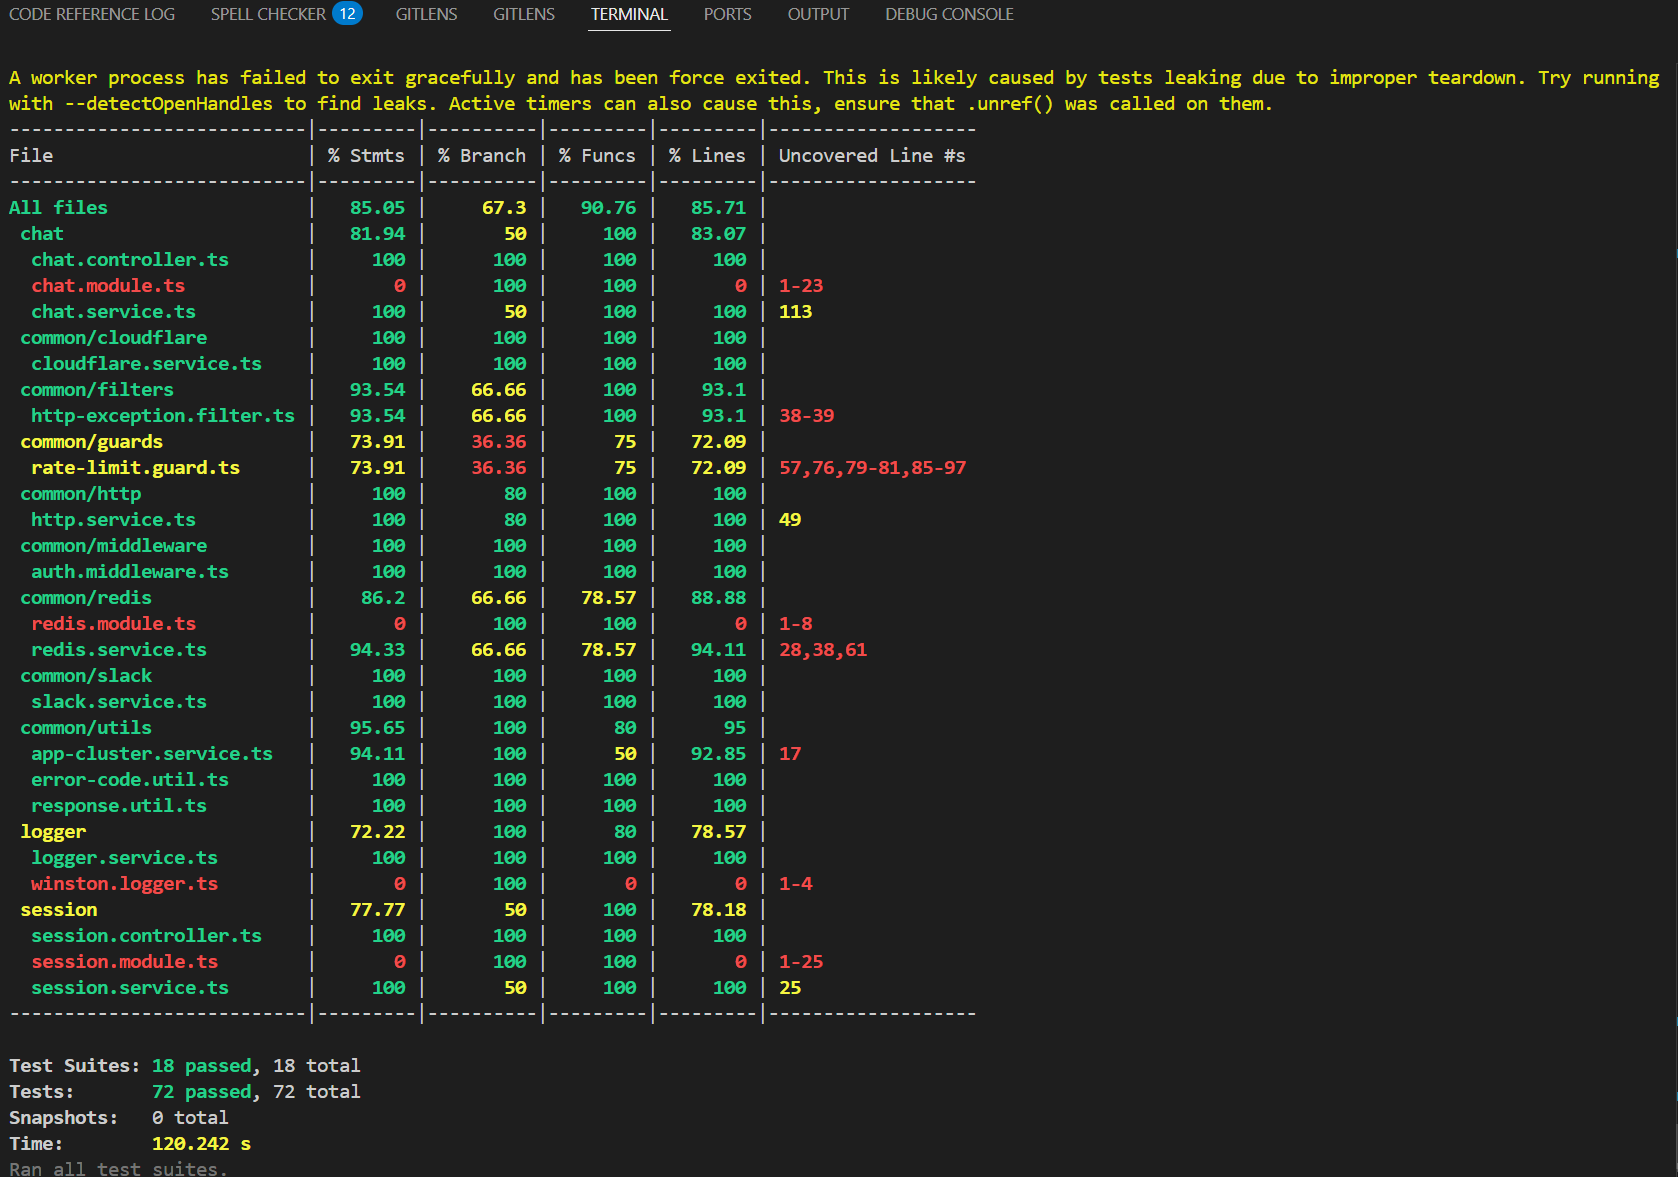 CODE REFERENCE LOG SPELL CHECKER 12 GITLENS GITLENS TERMINAL PORTS OUTPUT DEBUG CONSOLE
A worker process has failed to exit gracefully and has been force exited. This is likely caused by tests leaking due to improper teardown. Try running
with --detectOpenHandles to find leaks. Active timers can also cause this, ensure that .unref() was called on them.
---------------------------|---------|----------|---------|---------|-------------------
File                       | % Stmts | % Branch | % Funcs | % Lines | Uncovered Line #s
---------------------------|---------|----------|---------|---------|-------------------
All files                  |   85.05 |     67.3 |   90.76 |   85.71 |
 chat                      |   81.94 |       50 |     100 |   83.07 |
  chat.controller.ts       |     100 |      100 |     100 |     100 |
  chat.module.ts           |       0 |      100 |     100 |       0 | 1-23
  chat.service.ts          |     100 |       50 |     100 |     100 | 113
 common/cloudflare         |     100 |      100 |     100 |     100 |
  cloudflare.service.ts    |     100 |      100 |     100 |     100 |
 common/filters            |   93.54 |    66.66 |     100 |    93.1 |
  http-exception.filter.ts |   93.54 |    66.66 |     100 |    93.1 | 38-39
 common/guards             |   73.91 |    36.36 |      75 |   72.09 |
  rate-limit.guard.ts      |   73.91 |    36.36 |      75 |   72.09 | 57,76,79-81,85-97
 common/http               |     100 |       80 |     100 |     100 |
  http.service.ts          |     100 |       80 |     100 |     100 | 49
 common/middleware         |     100 |      100 |     100 |     100 |
  auth.middleware.ts       |     100 |      100 |     100 |     100 |
 common/redis              |    86.2 |    66.66 |   78.57 |   88.88 |
  redis.module.ts          |       0 |      100 |     100 |       0 | 1-8
  redis.service.ts         |   94.33 |    66.66 |   78.57 |   94.11 | 28,38,61
 common/slack              |     100 |      100 |     100 |     100 |
  slack.service.ts         |     100 |      100 |     100 |     100 |
 common/utils              |   95.65 |      100 |      80 |      95 |
  app-cluster.service.ts   |   94.11 |      100 |      50 |   92.85 | 17
  error-code.util.ts       |     100 |      100 |     100 |     100 |
  response.util.ts         |     100 |      100 |     100 |     100 |
 logger                    |   72.22 |      100 |      80 |   78.57 |
  logger.service.ts        |     100 |      100 |     100 |     100 |
  winston.logger.ts        |       0 |      100 |       0 |       0 | 1-4
 session                   |   77.77 |       50 |     100 |   78.18 |
  session.controller.ts    |     100 |      100 |     100 |     100 |
  session.module.ts        |       0 |      100 |     100 |       0 | 1-25
  session.service.ts       |     100 |       50 |     100 |     100 | 25
---------------------------|---------|----------|---------|---------|-------------------
Test Suites: 18 passed, 18 total
Tests:       72 passed, 72 total
Snapshots:   0 total
Time:        120.242 s
Ran all test suites.